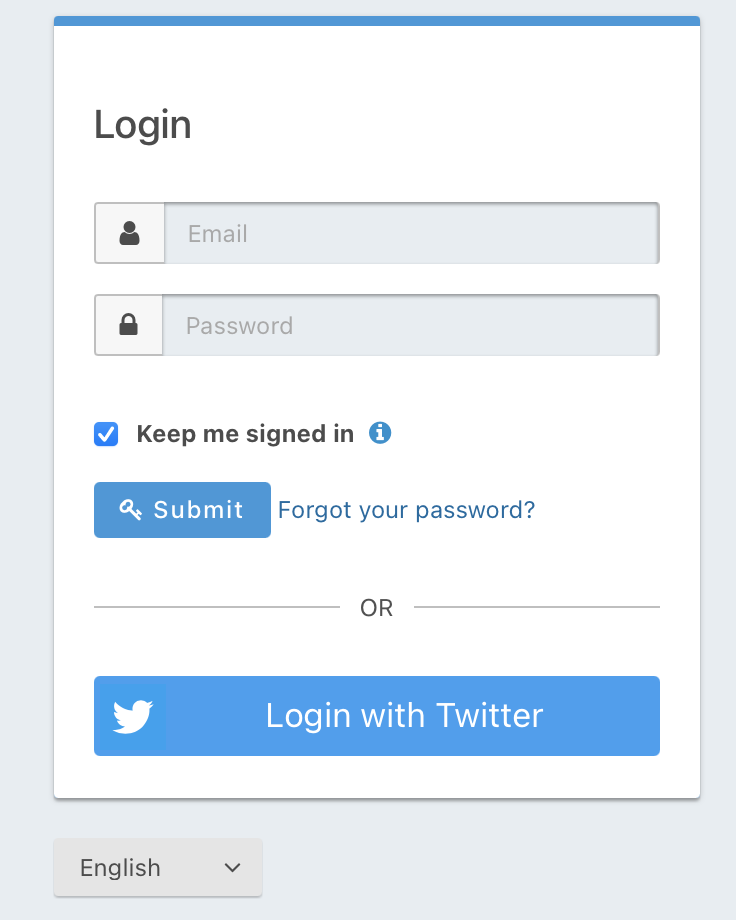 Login
Email
Password
Keep me signed in
Submit Forgot your password?
OR
Login with Twitter
English